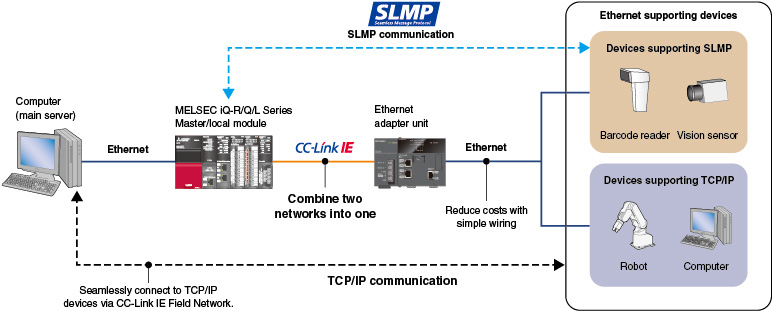 SLMP
Seamless Message Protocol
SLMP communication
Ethernet supporting devices
Devices supporting SLMP
Barcode reader
Vision sensor
Computer
(main server)
Ethernet
MELSEC iQ-R/Q/L Series
Master/local module
CC-Link IE
Combine two
networks into one
Ethernet
adapter unit
Ethernet
Reduce costs with
simple wiring
Devices supporting TCP/IP
Robot
Computer
TCP/IP communication
Seamlessly connect to TCP/IP
devices via CC-Link IE Field Network.